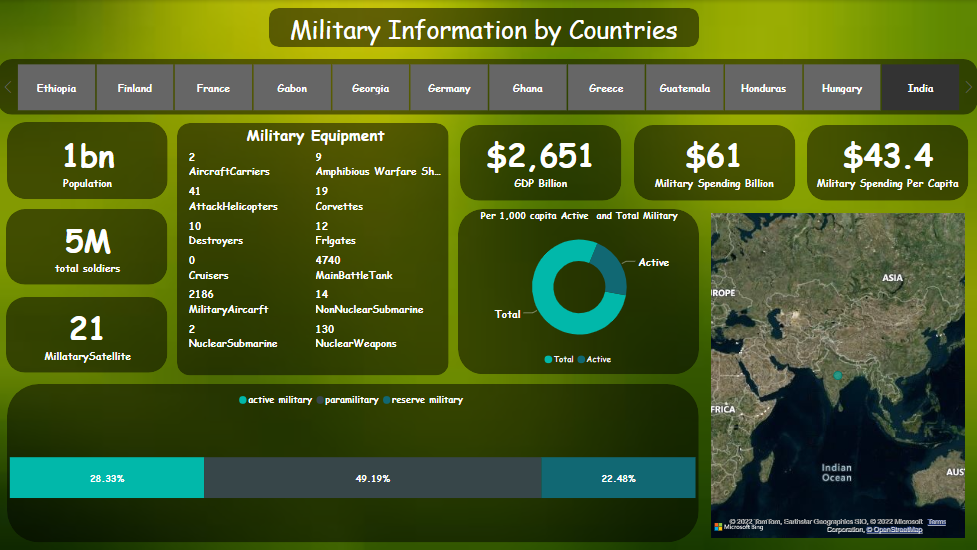 Military Information by Countries
Ethiopia
Finland
France
Gabon
Georgia
Germany
Ghana
Greece
Guatemala
Honduras
Hungary
India
1bn
Population
5M
total soldiers
21
MillatarySatellite
Military Equipment
2
AircraftCarriers
9
Amphibious Warfare Sh...
41
AttackHelicopters
19
Corvettes
10
Destroyers
12
Frigates
0
Cruisers
4740
MainBattleTank
2186
MilitaryAircarft
14
NonNuclearSubmarine
2
NuclearSubmarine
130
NuclearWeapons
$2,651
GDP Billion
$61
Military Spending Billion
$43.4
Military Spending Per Capita
Per 1,000 capita Active and Total Military
Active
Total
Total Active
ASIA
ROPE
FRICA
Indian
Ocean
AUS
Microsoft Bing
© 2022 TomTom, Earthstar Geographics SIO, © 2022 Microsoft Terms
Corporation, © OpenStreetMap
active military paramilitary reserve military
28.33%
49.19%
22.48%